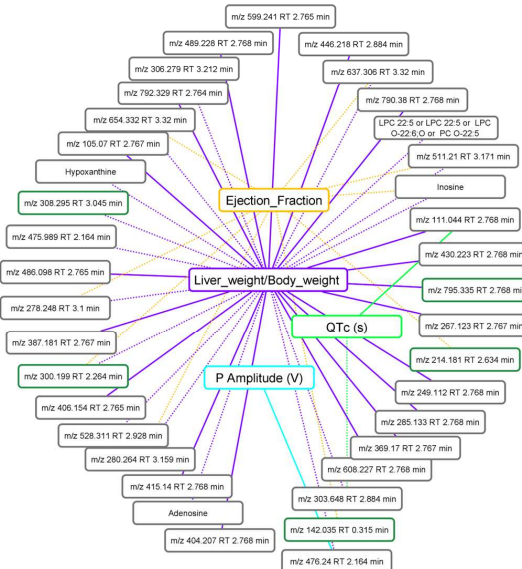 m/z 599.241 RT 2.765 min
m/z 489.228 RT 2.768 min
m/z 446.218 RT 2.884 min
m/z 306.279 RT 3.212 min
m/z 637.306 RT 3.32 min
m/z 792.329 RT 2.764 min
m/z 790.38 RT 2.768 min
m/z 654.332 RT 3.32 min
LPC 22:5 or LPC 22:5 or LPC
O-22:6;O or PC O-22:5
m/z 105.07 RT 2.767 min
m/z 511.21 RT 3.171 min
Hypoxanthine
Inosine
Ejection_Fraction
m/z 308.295 RT 3.045 min
m/z 111.044 RT 2.768 min
m/z 475.989 RT 2.164 min
m/z 430.223 RT 2.768 min
m/z 486.098 RT 2.765 min
Liver_weight/Body_weight
m/z 795.335 RT 2.768 min
m/z 278.248 RT 3.1 min
QTc (s)
m/z 267.123 RT 2.767 min
m/z 387.181 RT 2.767 min
m/z 214.181 RT 2.634 min
m/z 300.199 RT 2.264 min
P Amplitude (V)
m/z 249.112 RT 2.768 min
m/z 406.154 RT 2.765 min
m/z 285.133 RT 2.768 min
m/z 528.311 RT 2.928 min
m/z 369.17 RT 2.767 min
m/z 280.264 RT 3.159 min
m/z 608.227 RT 2.768 min
m/z 415.14 RT 2.768 min
m/z 303.648 RT 2.884 min
Adenosine
m/z 142.035 RT 0.315 min
m/z 404.207 RT 2.768 min
m/z 476.24 RT 2.164 min